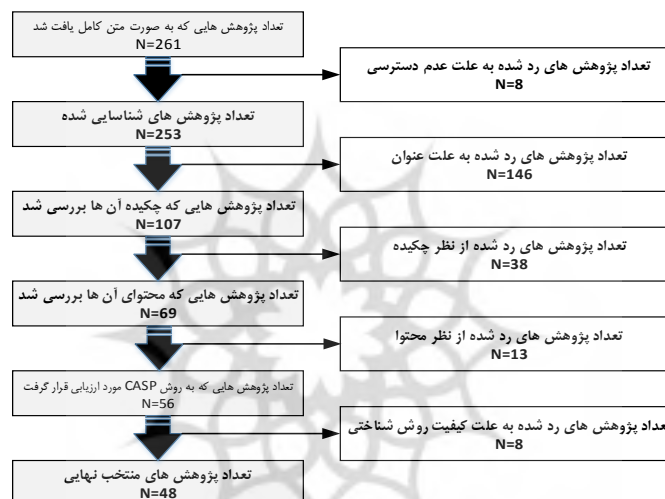 تعداد پژوهش هایی که به صورت متن کامل یافت شد
N=261
تعداد پژوهش های رد شده به علت عدم دسترسی
N=8
تعداد پژوهش های شناسایی شده
N=253
تعداد پژوهش های رد شده به علت عنوان
N=146
تعداد پژوهش هایی که چکیده آن ها بررسی شد
N=107
تعداد پژوهش های رد شده از نظر چکیده
N=38
تعداد پژوهش هایی که محتوای آن ها بررسی شد
N=69
تعداد پژوهش های رد شده از نظر محتوا
N=13
تعداد پژوهش هایی که به روش CASP مورد ارزیابی قرار گرفت
N=56
تعداد پژوهش های رد شده به علت کیفیت روش شناختی
N=8
تعداد پژوهش های منتخب نهایی
N=48